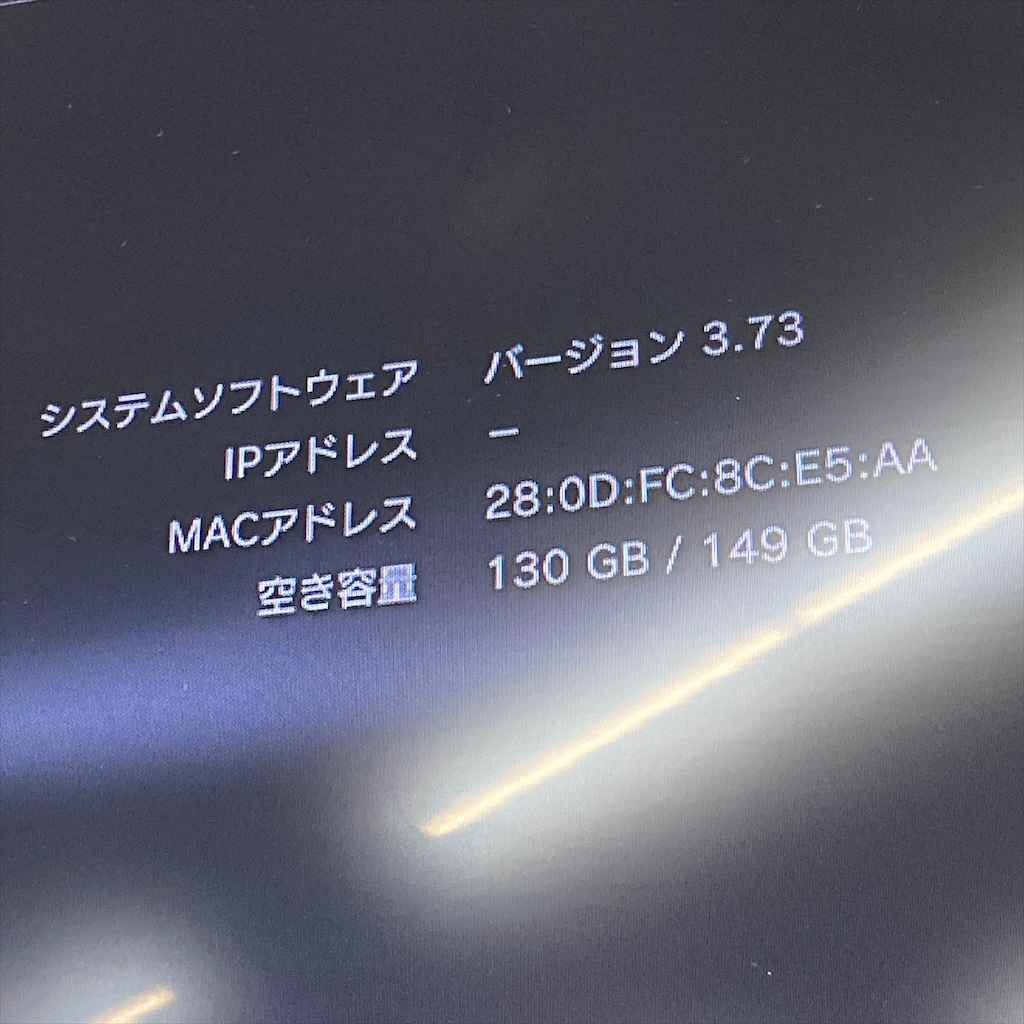 システムソフトウェア バージョン 3.73
IPアドレス –
MACアドレス 28:0D:FC:8C:E5:AA
空き容量 130 GB / 149 GB